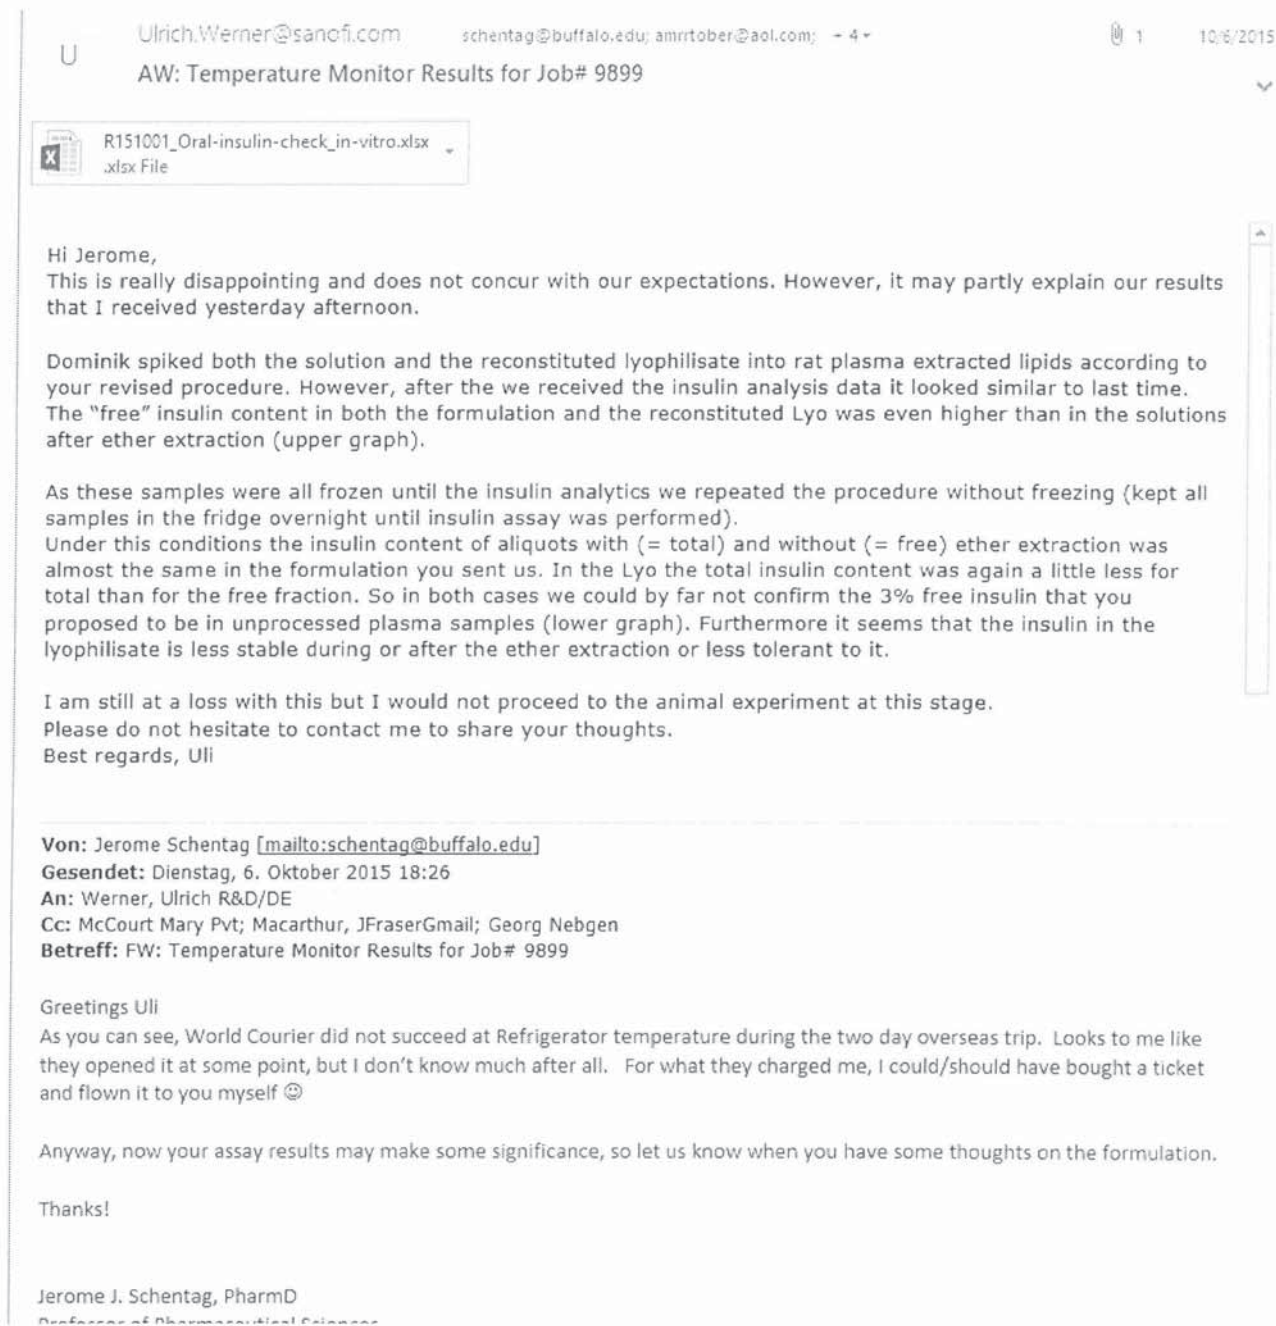 U
Ulrich.Werner@sanofi.com schentag@buffalo.edu; amrrtober@aol.com; + 4 1 10/6/2015
AW: Temperature Monitor Results for Job# 9899
R151001_Oral-insulin-check_in-vitro.xlsx
.xlsx File
Hi Jerome,
This is really disappointing and does not concur with our expectations. However, it may partly explain our results
that I received yesterday afternoon.
Dominik spiked both the solution and the reconstituted lyophilisate into rat plasma extracted lipids according to
your revised procedure. However, after the we received the insulin analysis data it looked similar to last time.
The "free" insulin content in both the formulation and the reconstituted Lyo was even higher than in the solutions
after ether extraction (upper graph).
As these samples were all frozen until the insulin analytics we repeated the procedure without freezing (kept all
samples in the fridge overnight until insulin assay was performed).
Under this conditions the insulin content of aliquots with (= total) and without (= free) ether extraction was
almost the same in the formulation you sent us. In the Lyo the total insulin content was again a little less for
total than for the free fraction. So in both cases we could by far not confirm the 3% free insulin that you
proposed to be in unprocessed plasma samples (lower graph). Furthermore it seems that the insulin in the
lyophilisate is less stable during or after the ether extraction or less tolerant to it.
I am still at a loss with this but I would not proceed to the animal experiment at this stage.
Please do not hesitate to contact me to share your thoughts.
Best regards, Uli
Von: Jerome Schentag [mailto:schentag@buffalo.edu]
Gesendet: Dienstag, 6. Oktober 2015 18:26
An: Werner, Ulrich R&D/DE
Cc: McCourt Mary Pvt; Macarthur, JFraserGmail; Georg Nebgen
Betreff: FW: Temperature Monitor Results for Job# 9899
Greetings Uli
As you can see, World Courier did not succeed at Refrigerator temperature during the two day overseas trip. Looks to me like
they opened it at some point, but I don't know much after all. For what they charged me, I could/should have bought a ticket
and flown it to you myself ☺
Anyway, now your assay results may make some significance, so let us know when you have some thoughts on the formulation.
Thanks!
Jerome J. Schentag, PharmD
Professor of Pharmaceutical Sciences